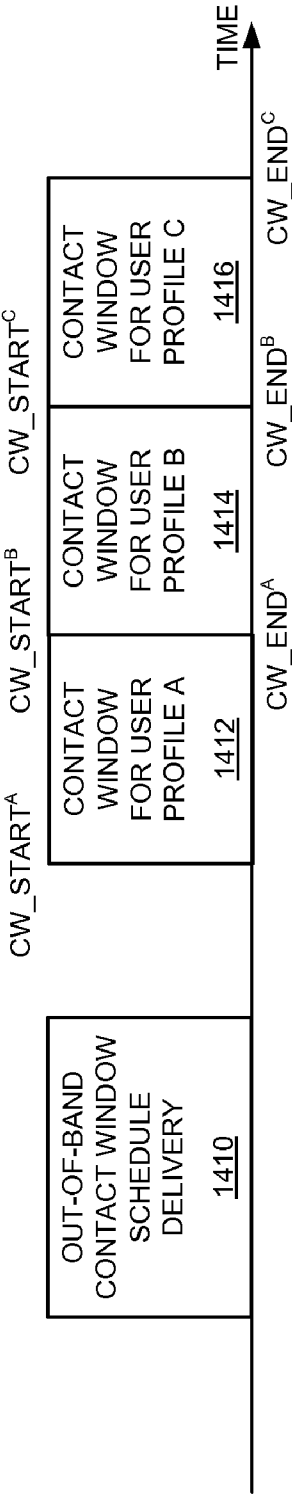 OUT-OF-BAND
CONTACT WINDOW
SCHEDULE
DELIVERY
1410
CW_START^A
CONTACT
WINDOW
FOR USER
PROFILE A
1412
CW_END^A
CW_START^B
CONTACT
WINDOW
FOR USER
PROFILE B
1414
CW_END^B
CW_START^C
CONTACT
WINDOW
FOR USER
PROFILE C
1416
CW_END^C
TIME